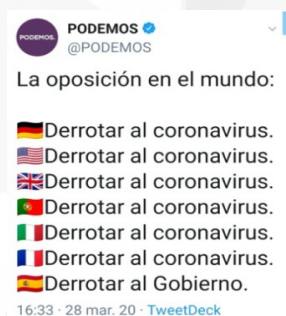 PODEMOS.
PODEMOS
@PODEMOS
La oposición en el mundo:
🇩🇪Derrotar al coronavirus.
🇺🇸Derrotar al coronavirus.
🇬🇧Derrotar al coronavirus.
🇵🇹Derrotar al coronavirus.
🇮🇹Derrotar al coronavirus.
🇫🇷Derrotar al coronavirus.
🇪🇸Derrotar al Gobierno.
16:33 · 28 mar. 20 · TweetDeck